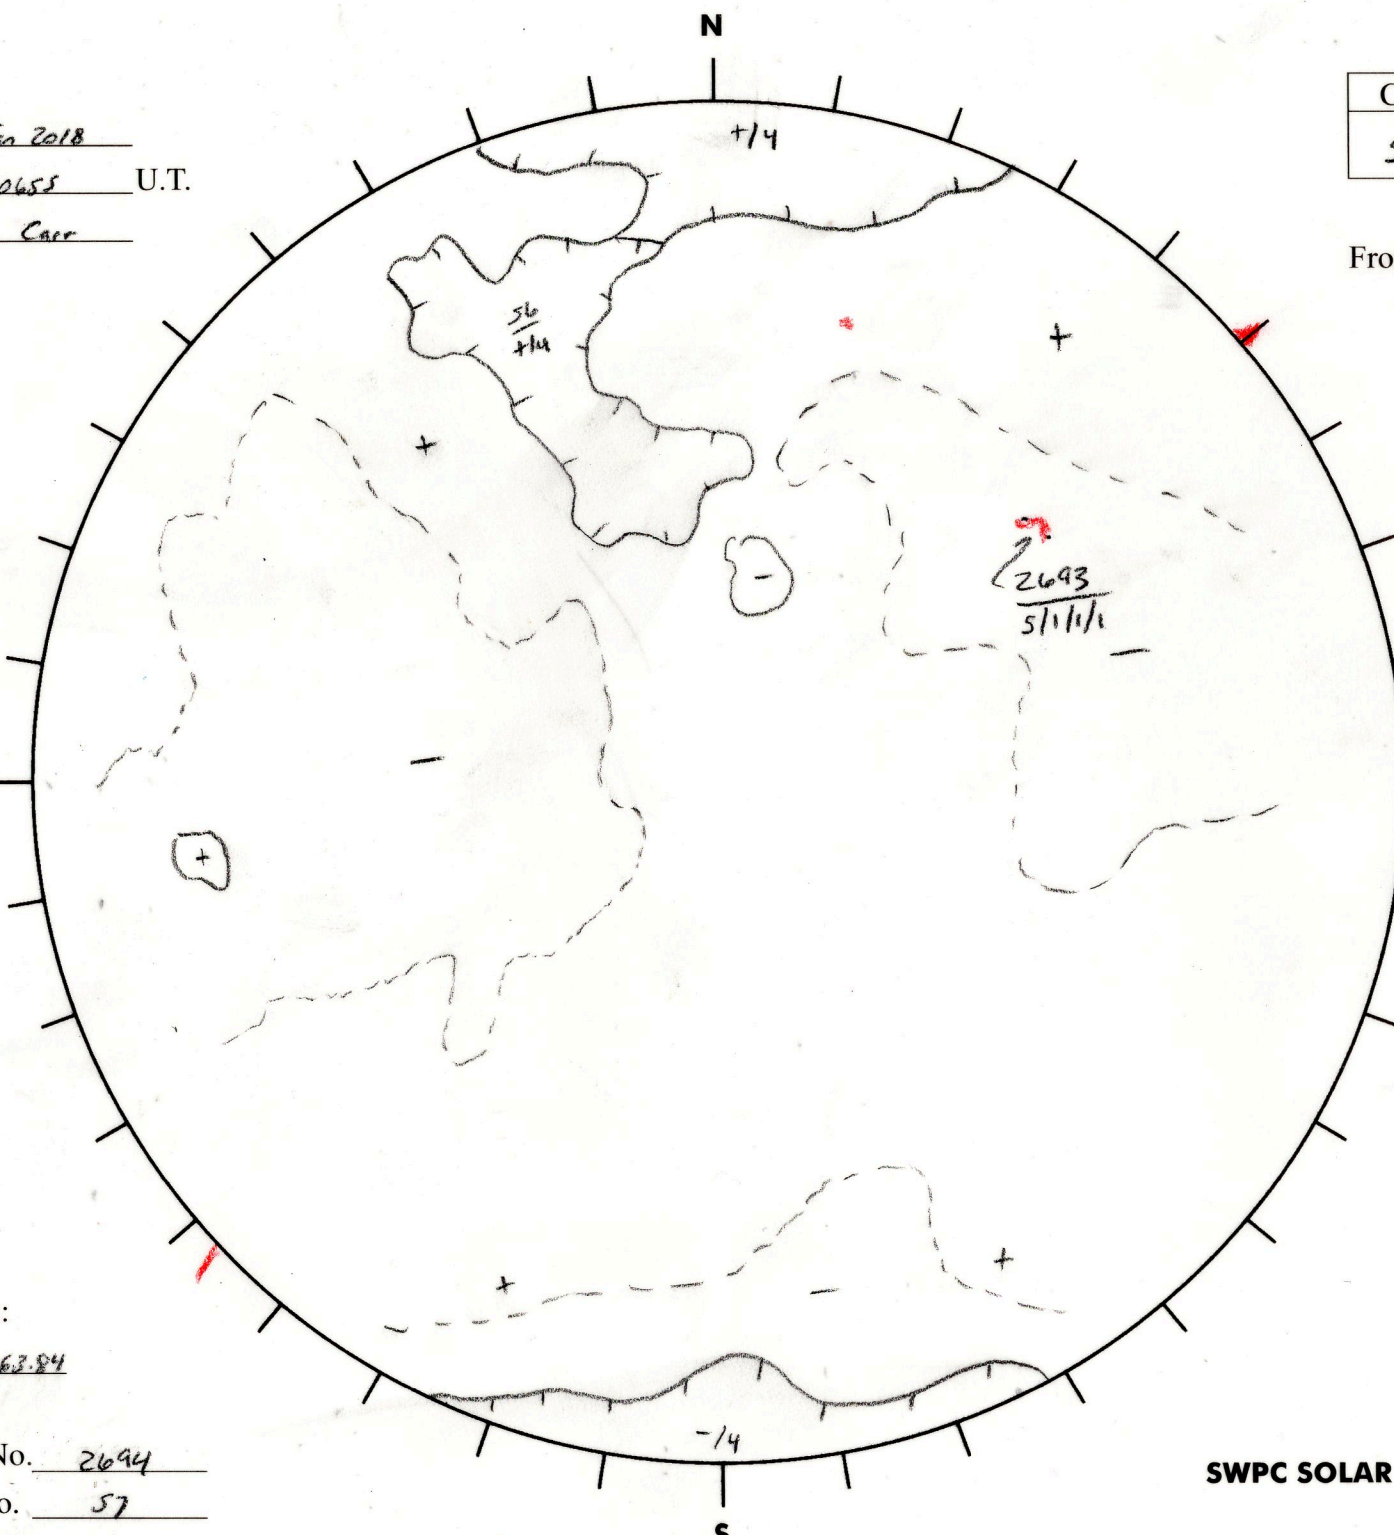 N
2018
0655 U.T.
Carr
+/4
Fro
56
+/4
+
+
-
2693
5/1/1/1
-
-
+
+
+
-
:
63.84
-/4
No. 2694
o. 57
SWPC SOLAR
S